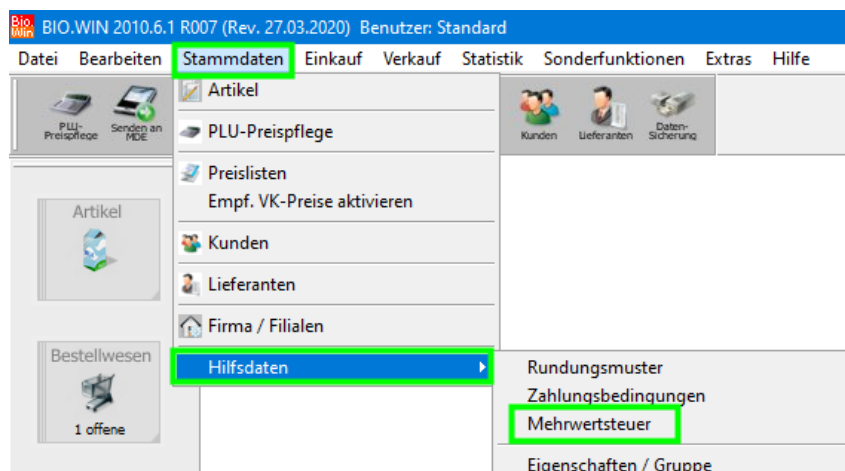 Bio. Win BIO.WIN 2010.6.1 R007 (Rev. 27.03.2020) Benutzer: Standard
Datei Bearbeiten Stammdaten Einkauf Verkauf Statistik Sonderfunktionen Extras Hilfe
PLU-Preispflege Senden an MDE Kunden Lieferanten Daten-Sicherung
Artikel
PLU-Preispflege
Preislisten
Empf. VK-Preise aktivieren
Kunden
Lieferanten
Firma / Filialen
Hilfsdaten
Artikel
Bestellwesen
1 offene
Rundungsmuster
Zahlungsbedingungen
Mehrwertsteuer
Eigenschaften / Gruppe